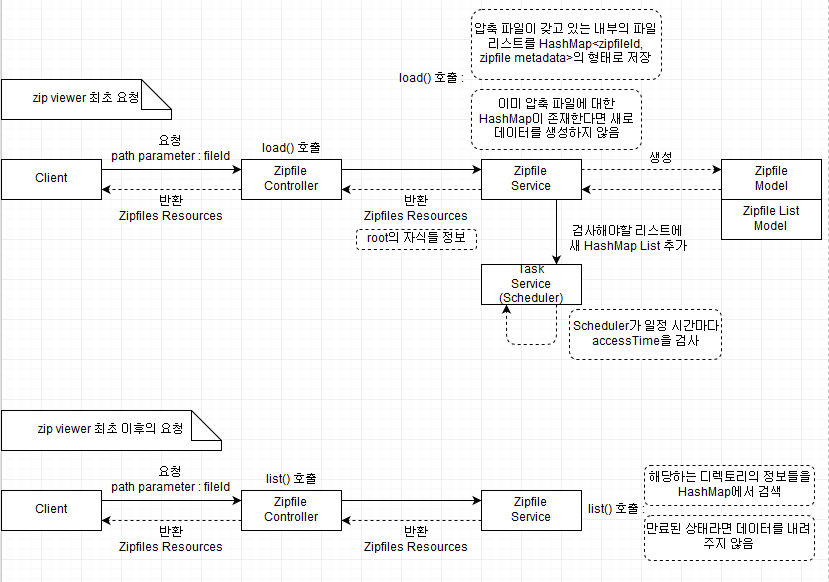 압축 파일이 갖고 있는 내부의 파일
리스트를 HashMap<zipfileId,
zipfile metadata>의 형태로 저장
load() 호출 :
이미 압축 파일에 대한
HashMap이 존재한다면 새로
데이터를 생성하지 않음
zip viewer 최초 요청
요청
path parameter : fileId
load() 호출
생성
Client
Zipfile
Controller
Zipfile
Service
Zipfile
Model
반환
Zipfiles Resources
반환
Zipfiles Resources
Zipfile List
Model
root의 자식들 정보
검사해야할 리스트에
새 HashMap List 추가
Task
Service
(Scheduler)
Scheduler가 일정 시간마다
accessTime을 검사
zip viewer 최초 이후의 요청
요청
path parameter : fileId
list() 호출
해당하는 디렉토리의 정보들을
HashMap에서 검색
Client
Zipfile
Controller
Zipfile
Service
list() 호출 :
반환
Zipfiles Resources
반환
Zipfiles Resources
만료된 상태라면 데이터를 내려
주지 않음